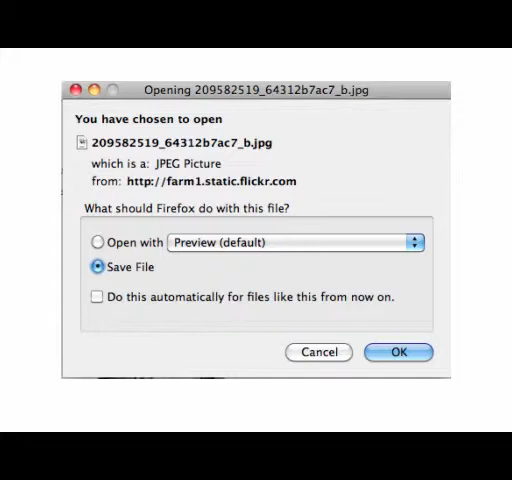 Opening 209582519_64312b7ac7_b.jpg
You have chosen to open
209582519_64312b7ac7_b.jpg
which is a: JPEG Picture
from: http://farm1.static.flickr.com
What should Firefox do with this file?
Open with Preview (default)
Save File
Do this automatically for files like this from now on.
Cancel OK